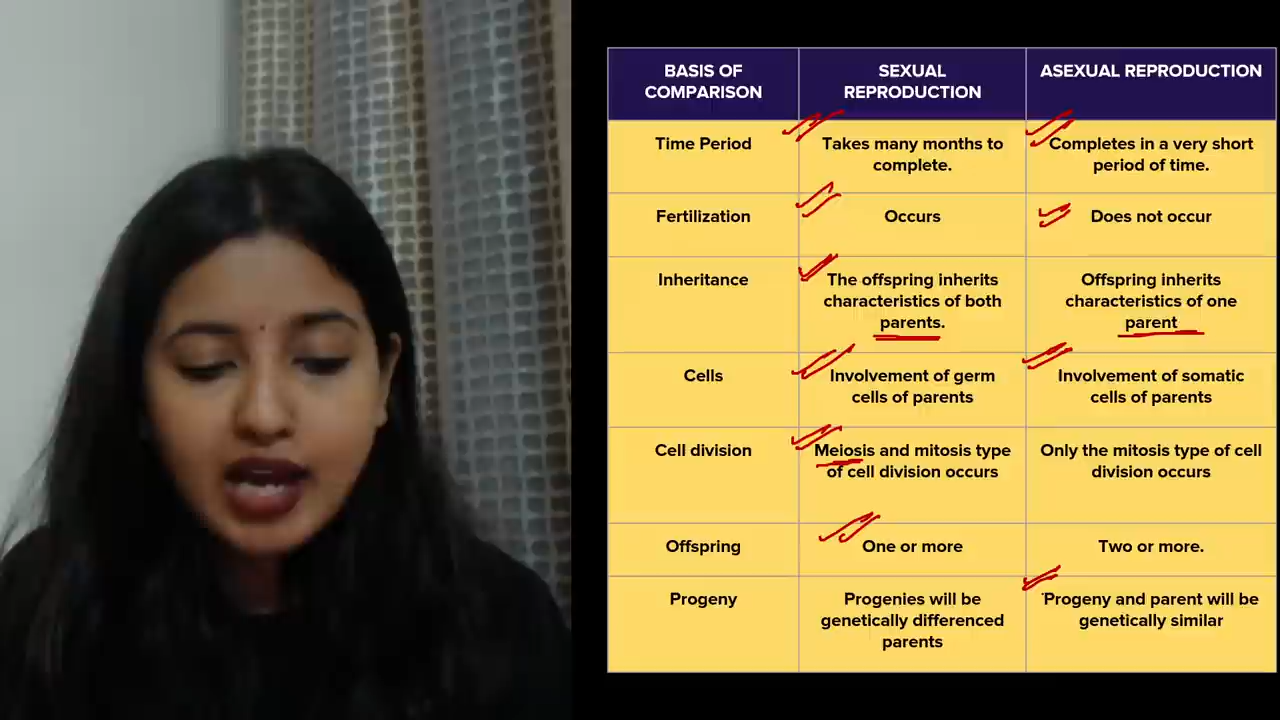 BASIS OF
COMPARISON
SEXUAL
REPRODUCTION
ASEXUAL REPRODUCTION
Time Period
Takes many months to
complete.
Completes in a very short
period of time.
Fertilization
Occurs
Does not occur
Inheritance
The offspring inherits
characteristics of both
parents.
Offspring inherits
characteristics of one
parent
Cells
Involvement of germ
cells of parents
Involvement of somatic
cells of parents
Cell division
Meiosis and mitosis type
of cell division occurs
Only the mitosis type of cell
division occurs
Offspring
One or more
Two or more.
Progeny
Progenies will be
genetically differenced
parents
Progeny and parent will be
genetically similar